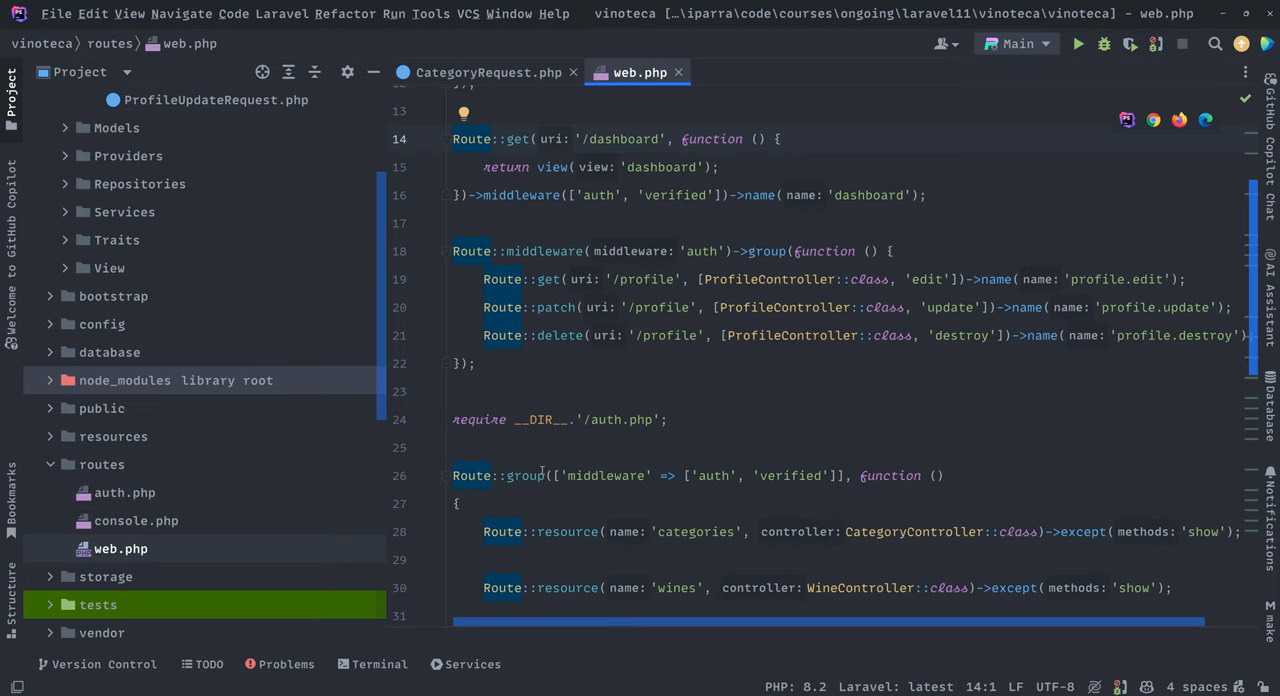 File Edit View Navigate Code Laravel Refactor Run Tools VCS Window Help vinoteca [...\iparra\code\courses\ongoing\laravel11\vinoteca\vinoteca] - web.php
vinoteca routes web.php
Main
Project
CategoryRequest.php
web.php
ProfileUpdateRequest.php
Models
Providers
Repositories
Services
Traits
View
bootstrap
config
database
node_modules library root
public
resources
routes
auth.php
console.php
web.php
storage
tests
vendor
Project
Welcome to GitHub Copilot
Bookmarks
Structure
12 });
13
14 Route::get( uri: '/dashboard', function () {
15 return view( view: 'dashboard');
16 })->middleware(['auth', 'verified'])->name( name: 'dashboard');
17
18 Route::middleware( middleware: 'auth')->group(function () {
19 Route::get( uri: '/profile', [ProfileController::class, 'edit'])->name( name: 'profile.edit');
20 Route::patch( uri: '/profile', [ProfileController::class, 'update'])->name( name: 'profile.update');
21 Route::delete( uri: '/profile', [ProfileController::class, 'destroy'])->name( name: 'profile.destroy')
22 });
23
24 require __DIR__.'/auth.php';
25
26 Route::group(['middleware' => ['auth', 'verified']], function ()
27 {
28 Route::resource( name: 'categories', controller: CategoryController::class)->except( methods: 'show');
29
30 Route::resource( name: 'wines', controller: WineController::class)->except( methods: 'show');
31
GitHub Copilot Chat
AI Assistant
Database
Notifications
M make
Version Control TODO Problems Terminal Services
PHP: 8.2 Laravel: latest 14:1 LF UTF-8 4 spaces